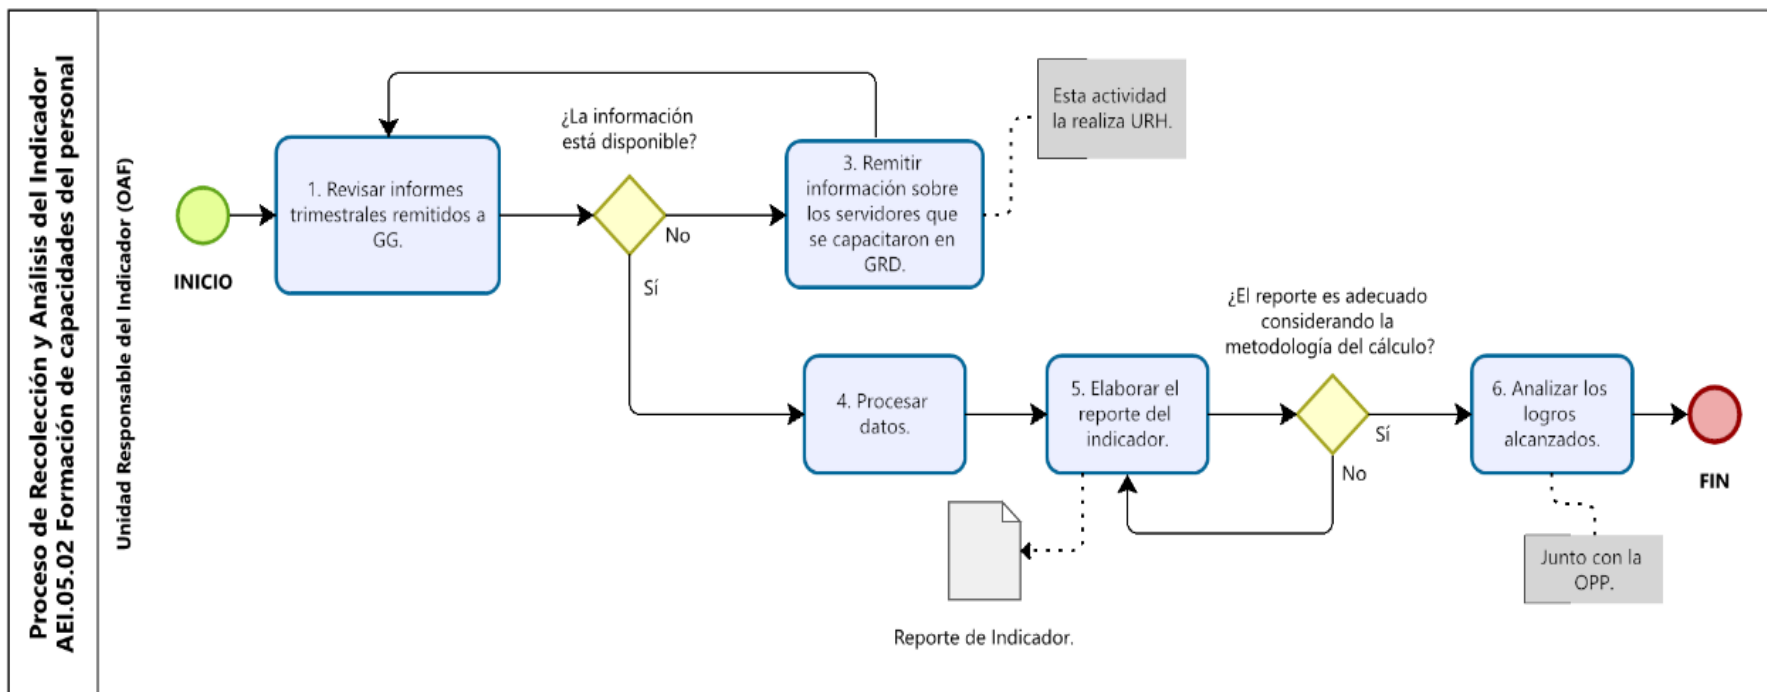 Proceso de Recolección y Análisis del Indicador
AEI.05.02 Formación de capacidades del personal
Unidad Responsable del Indicador (OAF)
INICIO
1. Revisar informes
trimestrales remitidos a
GG.
¿La información
está disponible?
No
Sí
3. Remitir
información sobre
los servidores que
se capacitaron en
GRD.
Esta actividad
la realiza URH.
4. Procesar
datos.
5. Elaborar el
reporte del
indicador.
Reporte de Indicador.
¿El reporte es adecuado
considerando la
metodología del cálculo?
Sí
No
6. Analizar los
logros
alcanzados.
Junto con la
OPP.
FIN